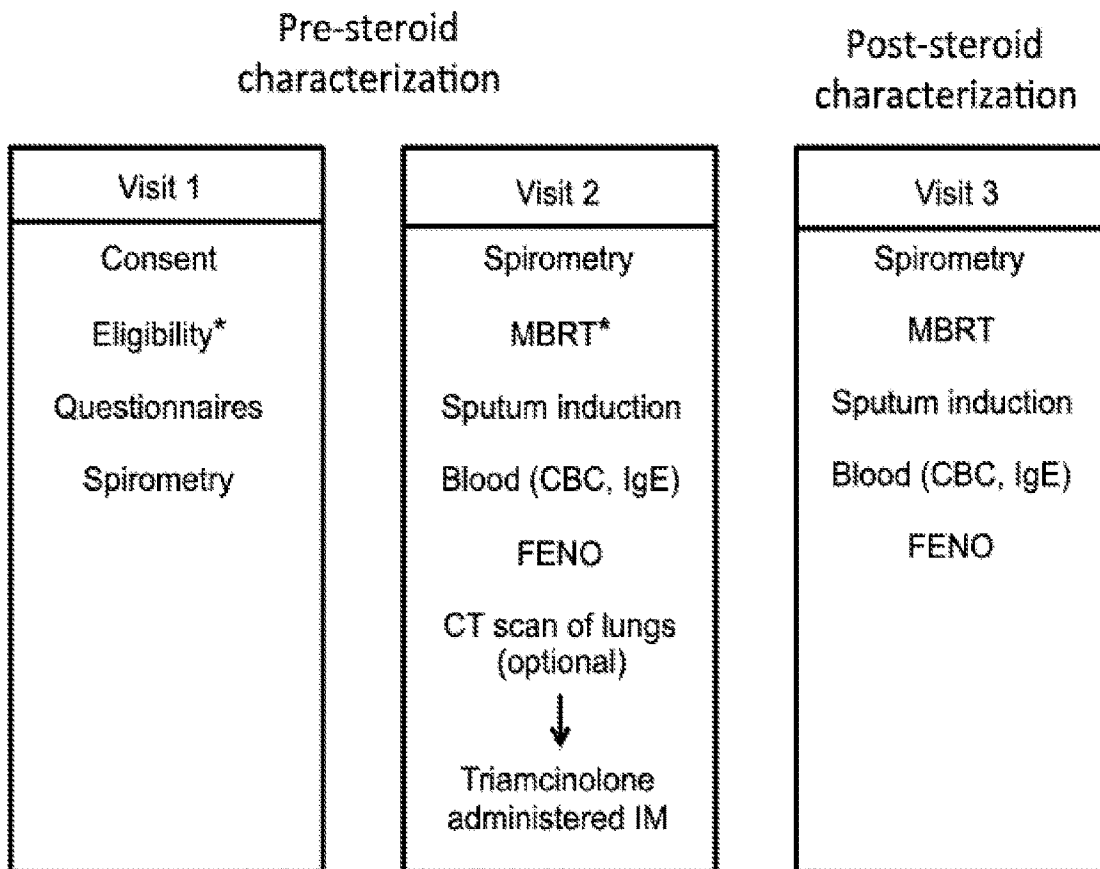 Pre-steroid
characterization
Post-steroid
characterization
Visit 1
Consent
Eligibility*
Questionnaires
Spirometry
Visit 2
Spirometry
MBRT*
Sputum induction
Blood (CBC, IgE)
FENO
CT scan of lungs
(optional)
Triamcinolone
administered IM
Visit 3
Spirometry
MBRT
Sputum induction
Blood (CBC, IgE)
FENO